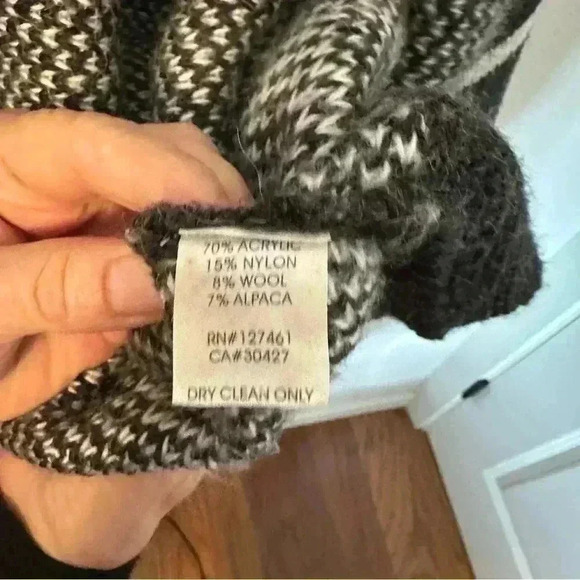 70% ACRYLIC
15% NYLON
8% WOOL
7% ALPACA
RN#127461
CA#30427
DRY CLEAN ONLY